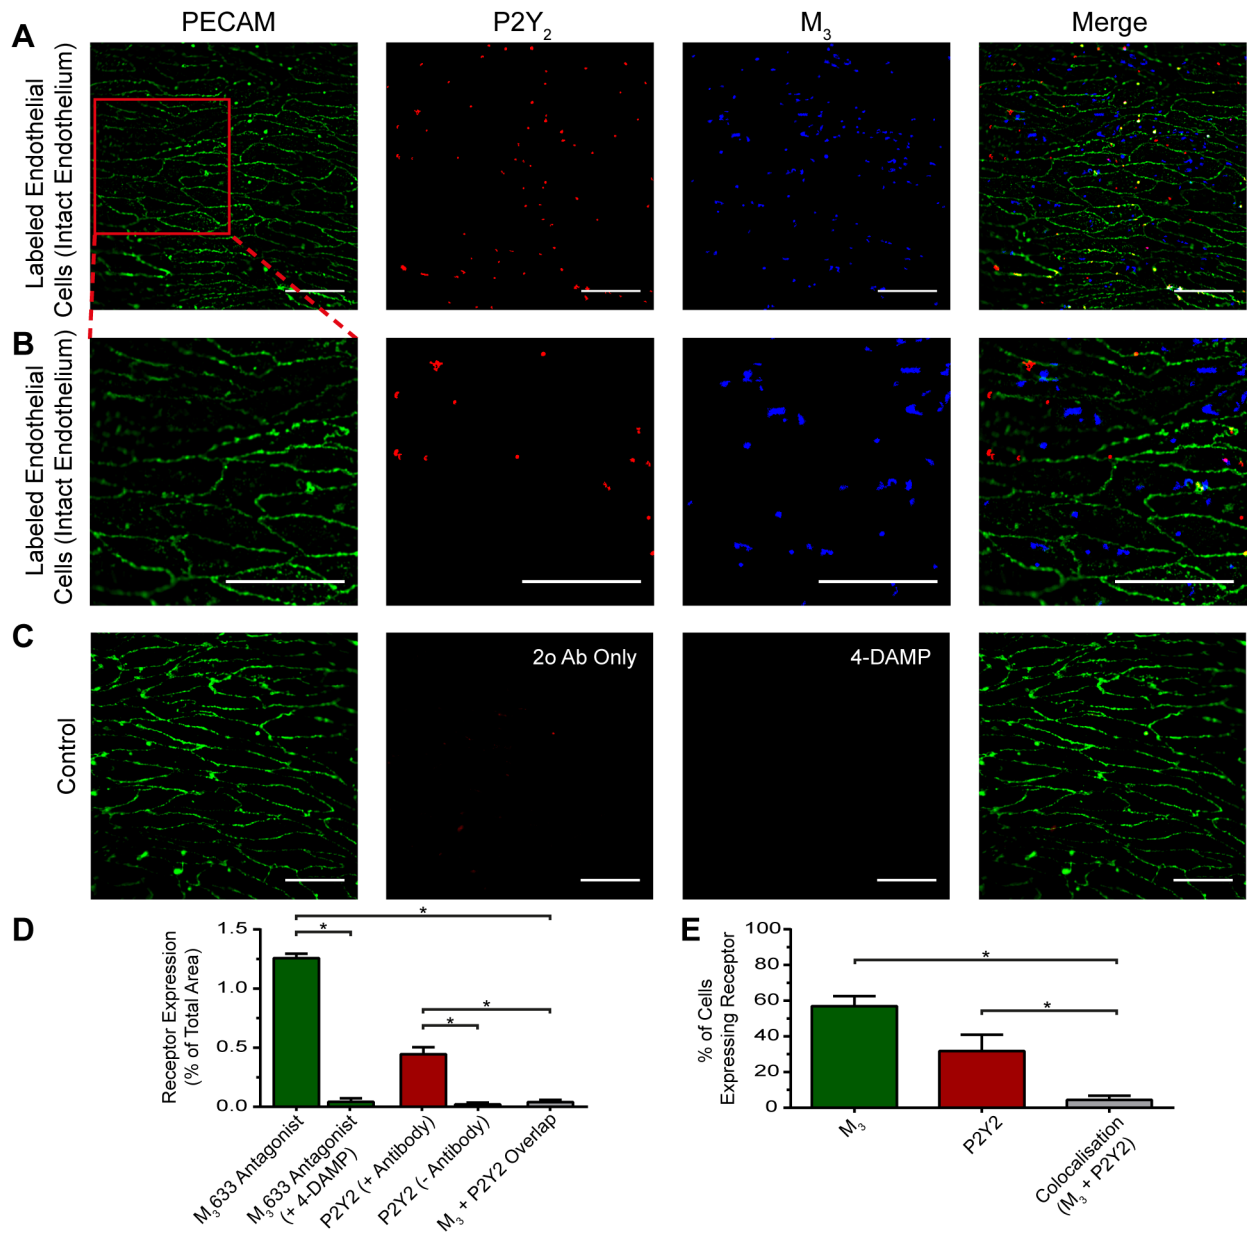 A
PECAM
P2Y2
M3
Merge
Labeled Endothelial
Cells (Intact Endothelium)
B
Labeled Endothelial
Cells (Intact Endothelium)
C
Control
2o Ab Only
4-DAMP
D
Receptor Expression
(% of Total Area)
1.5
1.0
0.5
0.0
*
*
*
*
M3633 Antagonist
M3633 Antagonist
(+ 4-DAMP)
P2Y2 (+ Antibody)
P2Y2 (- Antibody)
M3 + P2Y2 Overlap
E
% of Cells
Expressing Receptor
100
80
60
40
20
0
*
*
M3
P2Y2
Colocalisation
(M3 + P2Y2)